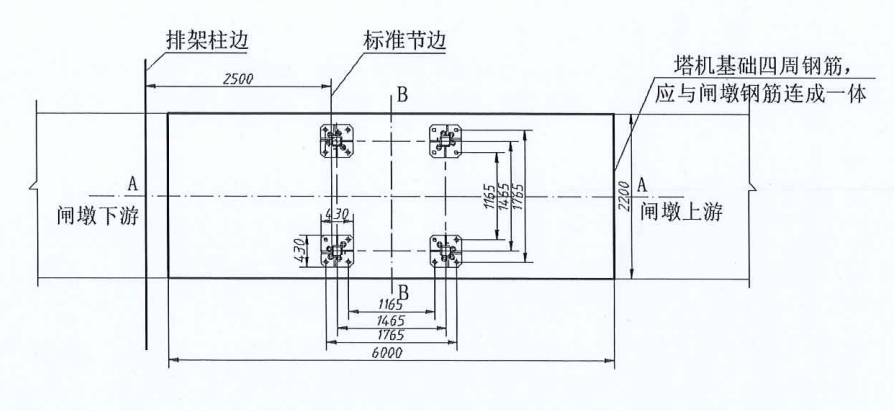 排架柱边
标准节边
2500
塔机基础四周钢筋，
应与闸墩钢筋连成一体
B
A
闸墩下游
430
430
1165
1465
1765
2200
A
闸墩上游
B
1165
1465
1765
6000